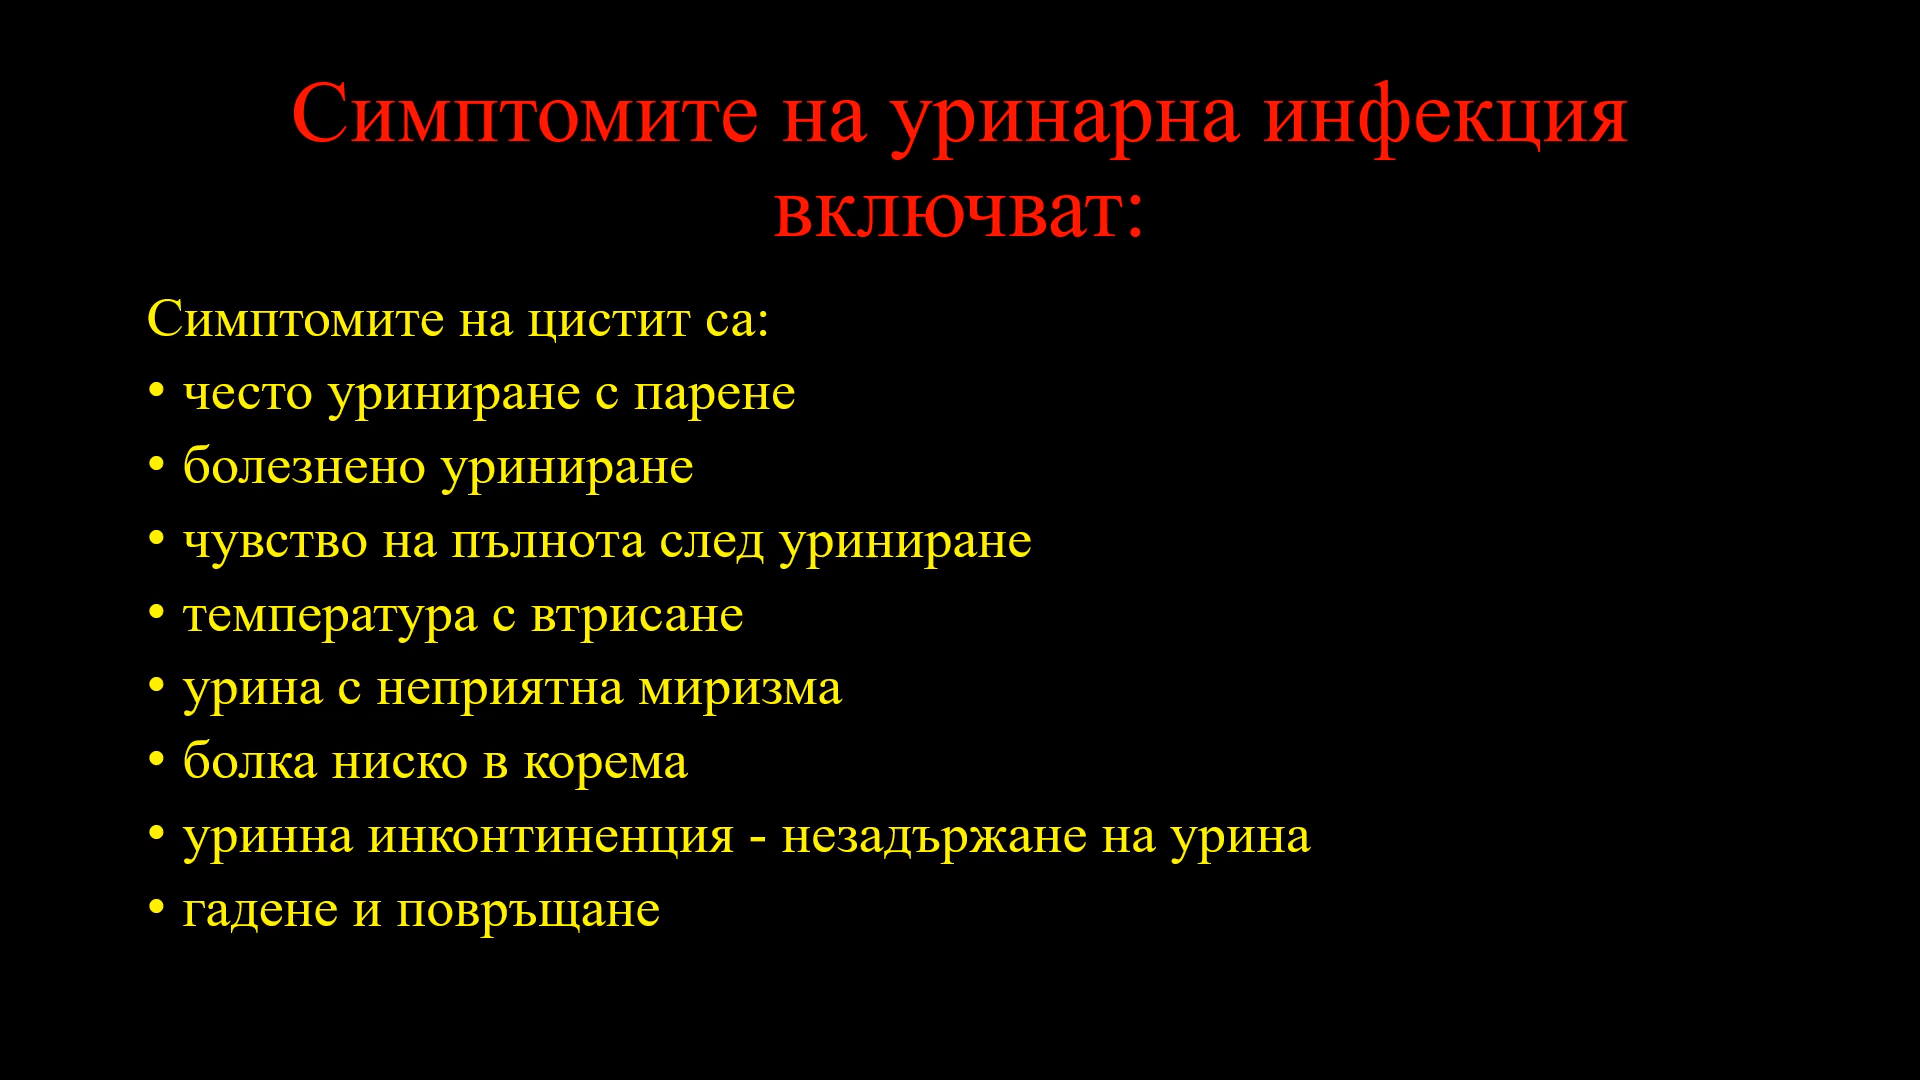 Симптомите на уринарна инфекция
включват:
Симптомите на цистит са:
• често уриниране с парене
• болезнено уриниране
• чувство на пълнота след уриниране
• температура с втрисане
• урина с неприятна миризма
• болка ниско в корема
• уринна инконтиненция - незадържане на урина
• гадене и повръщане